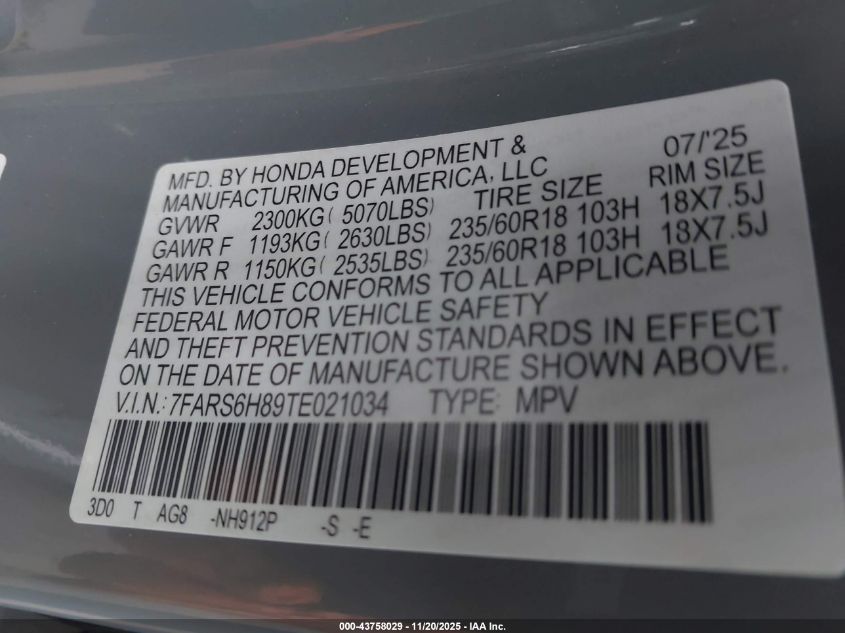 MFD. BY HONDA DEVELOPMENT & 07/'25
MANUFACTURING OF AMERICA, LLC
GVWR 2300KG( 5070LBS) TIRE SIZE RIM SIZE
GAWR F 1193KG( 2630LBS) 235/60R18 103H 18X7.5J
GAWR R 1150KG( 2535LBS) 235/60R18 103H 18X7.5J
THIS VEHICLE CONFORMS TO ALL APPLICABLE
FEDERAL MOTOR VEHICLE SAFETY
AND THEFT PREVENTION STANDARDS IN EFFECT
ON THE DATE OF MANUFACTURE SHOWN ABOVE.
V.I.N.: 7FARS6H89TE021034 TYPE: MPV
3D0 T AG8 -NH912P -S -E
000-43758029 - 11/20/2025 - IAA Inc.